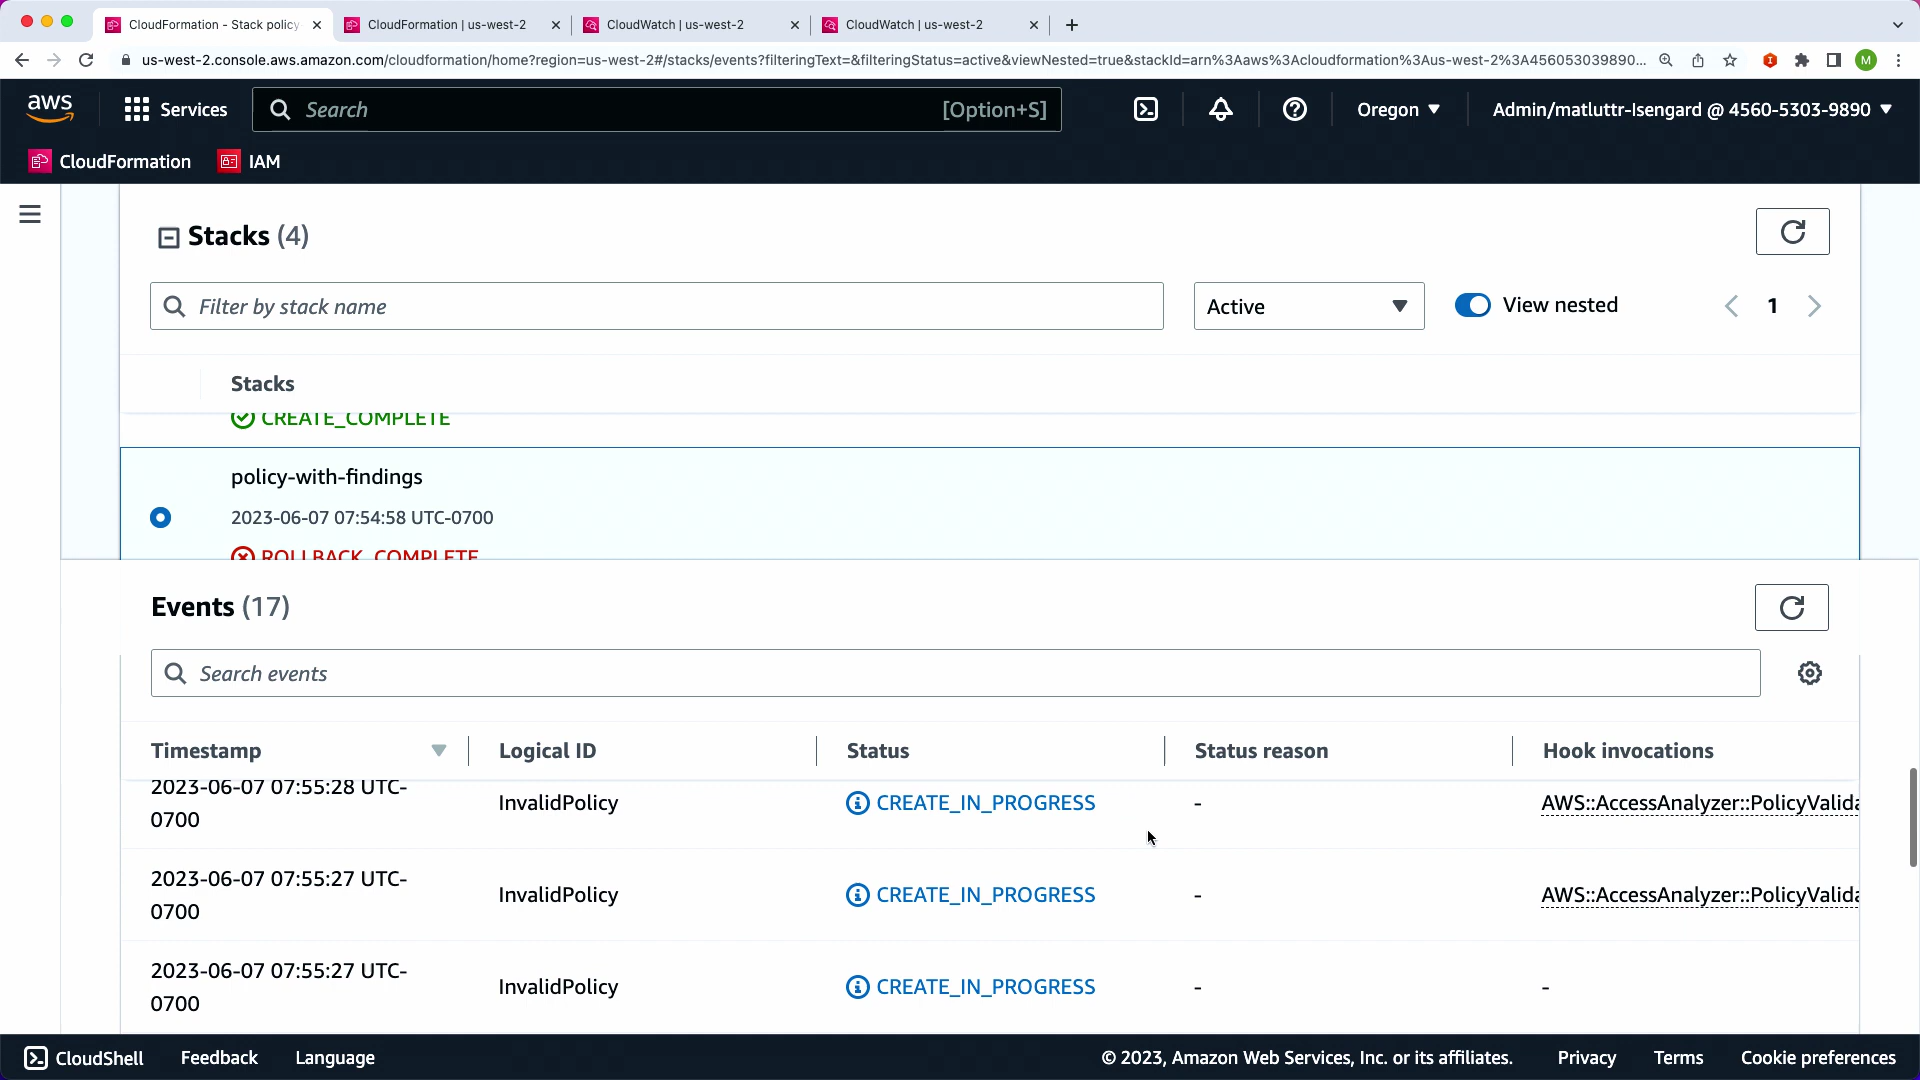 CloudFormation - Stack policy
CloudFormation | us-west-2
CloudWatch | us-west-2
CloudWatch | us-west-2
us-west-2.console.aws.amazon.com/cloudformation/home?region=us-west-2#/stacks/events?filteringText=&filteringStatus=active&viewNested=true&stackId=arn%3Aaws%3Acloudformation%3Aus-west-2%3A456053039890...
M
aws
Services
Search
[Option+S]
Oregon
Admin/matluttr-Isengard @ 4560-5303-9890
CloudFormation
IAM
Stacks (4)
Filter by stack name
Active
View nested
1
Stacks
CREATE_COMPLETE
policy-with-findings
2023-06-07 07:54:58 UTC-0700
ROLLBACK_COMPLETE
Events (17)
Search events
Timestamp
Logical ID
Status
Status reason
Hook invocations
2023-06-07 07:55:28 UTC-
0700
InvalidPolicy
CREATE_IN_PROGRESS
-
AWS::AccessAnalyzer::PolicyValida
2023-06-07 07:55:27 UTC-
0700
InvalidPolicy
CREATE_IN_PROGRESS
-
AWS::AccessAnalyzer::PolicyValida
2023-06-07 07:55:27 UTC-
0700
InvalidPolicy
CREATE_IN_PROGRESS
-
-
CloudShell
Feedback
Language
© 2023, Amazon Web Services, Inc. or its affiliates.
Privacy
Terms
Cookie preferences